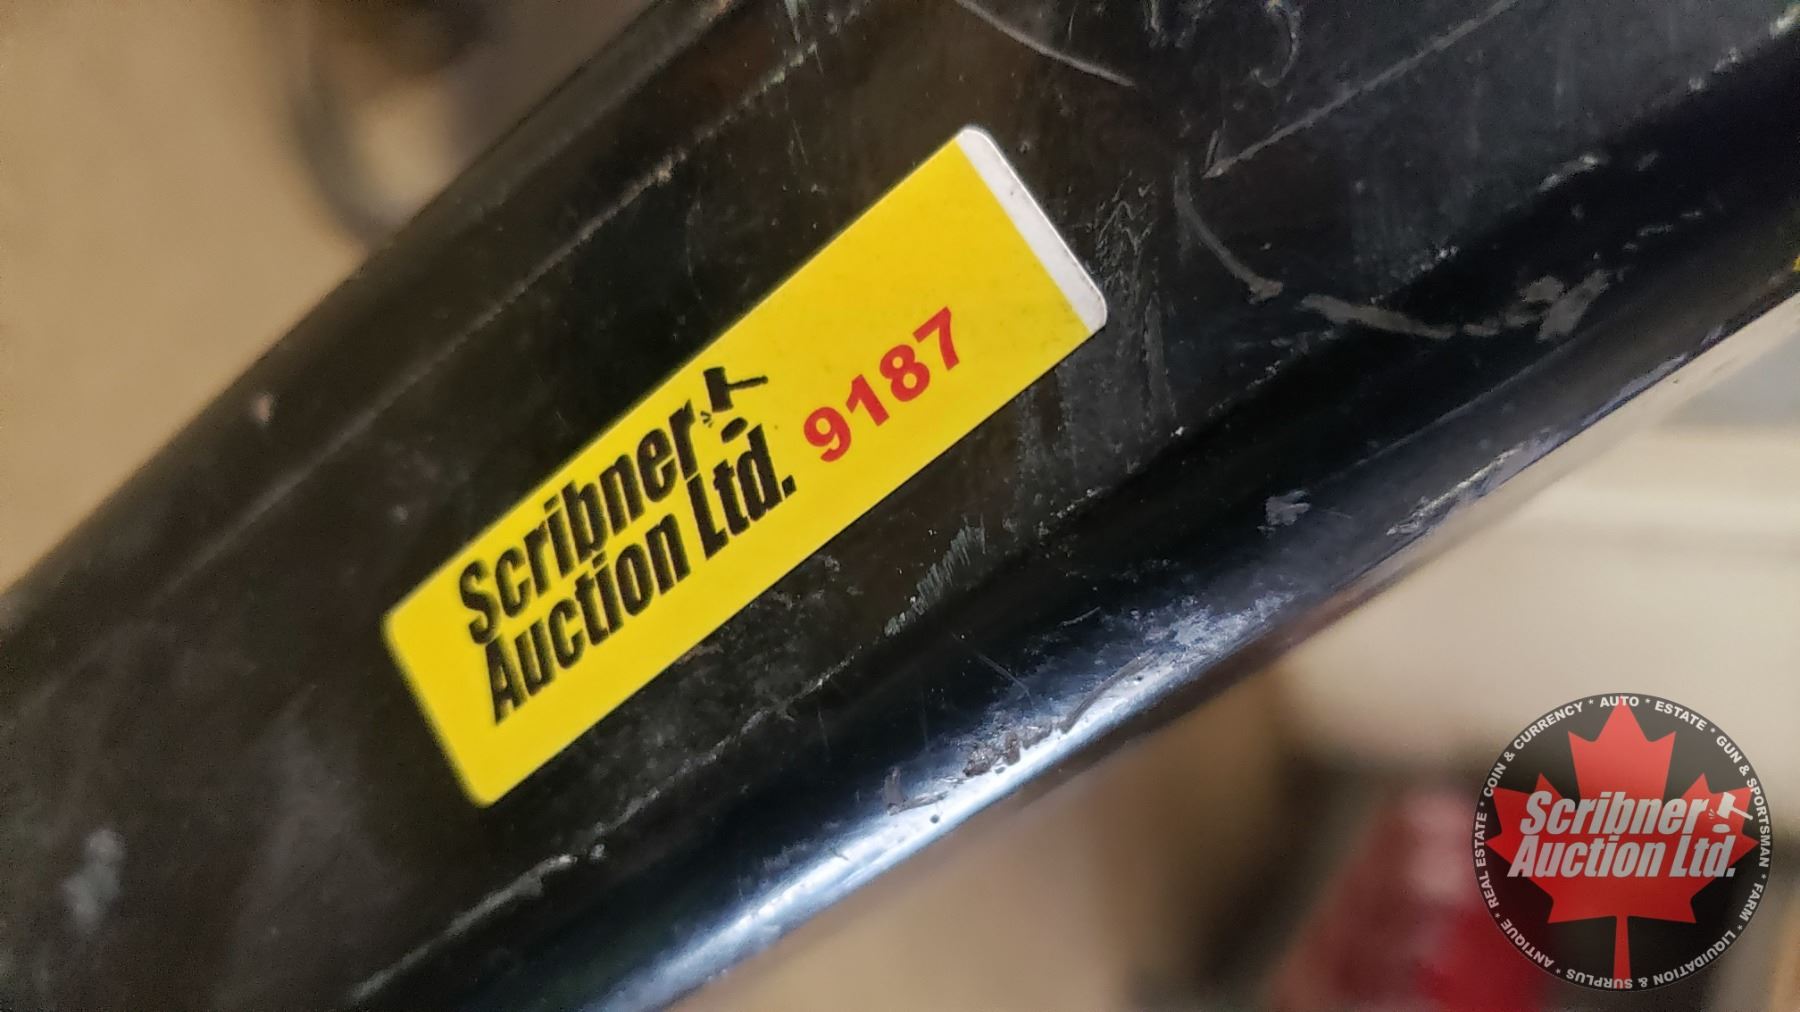 Scribner
Auction Ltd.
9187
COIN & CURRENCY * AUTO * ESTATE * GUN & SPORTSMAN * FARM * LIQUIDATION & SURPLUS * ANTIQUE * REAL ESTATE *
Scribner
Auction Ltd.